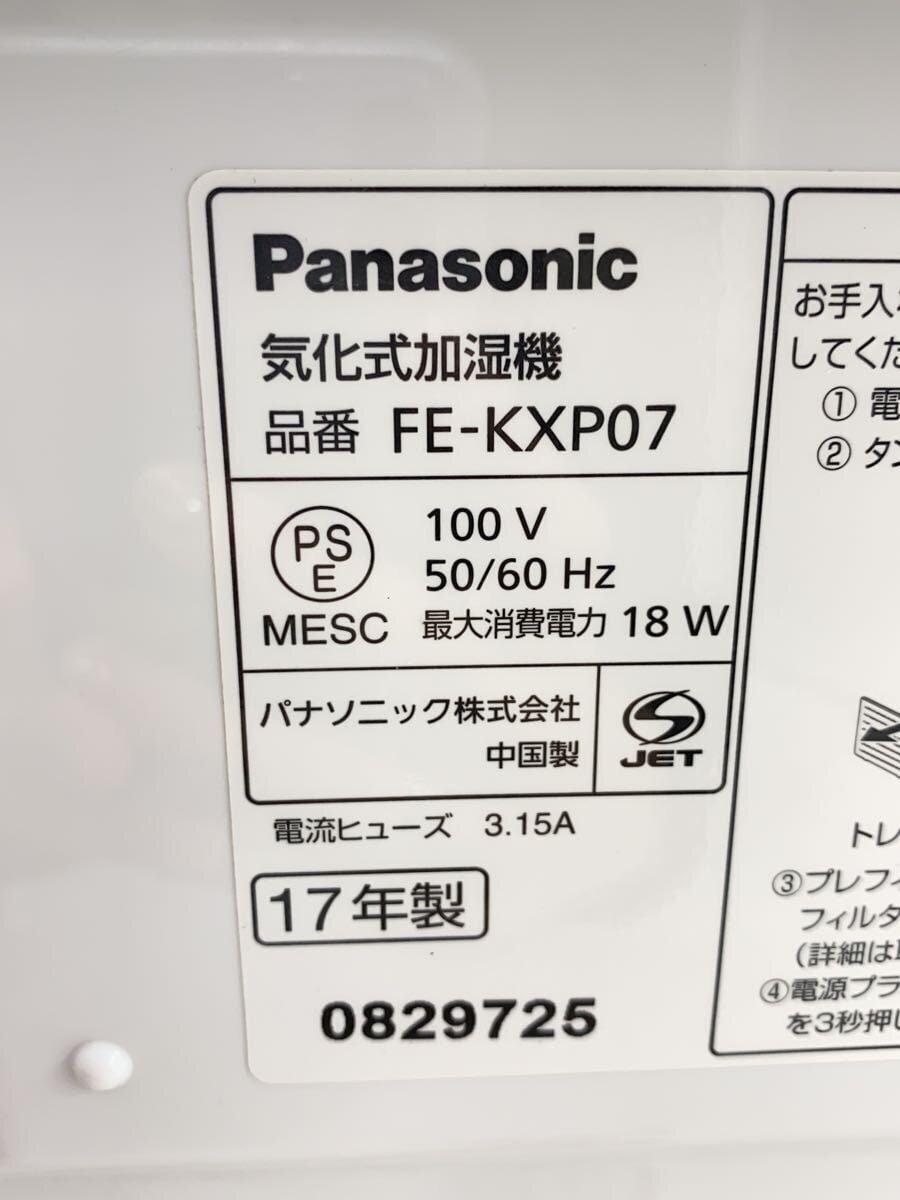 Panasonic
気化式加湿機
品番 FE-KXP07
PS
E
MESC
100 V
50/60 Hz
最大消費電力 18 W
パナソニック株式会社
中国製
JET
電流ヒューズ 3.15A
17年製
0829725
お手入
してくだ
① 電
② タン
トレ
③プレフィ
フィルタ
(詳細は
④電源プラ
を3秒押し